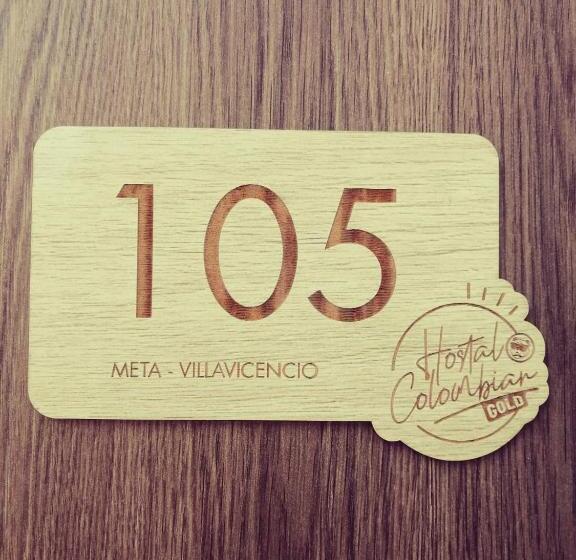 105
META - VILLAVICENCIO
Hostal
Colombian
GOLD